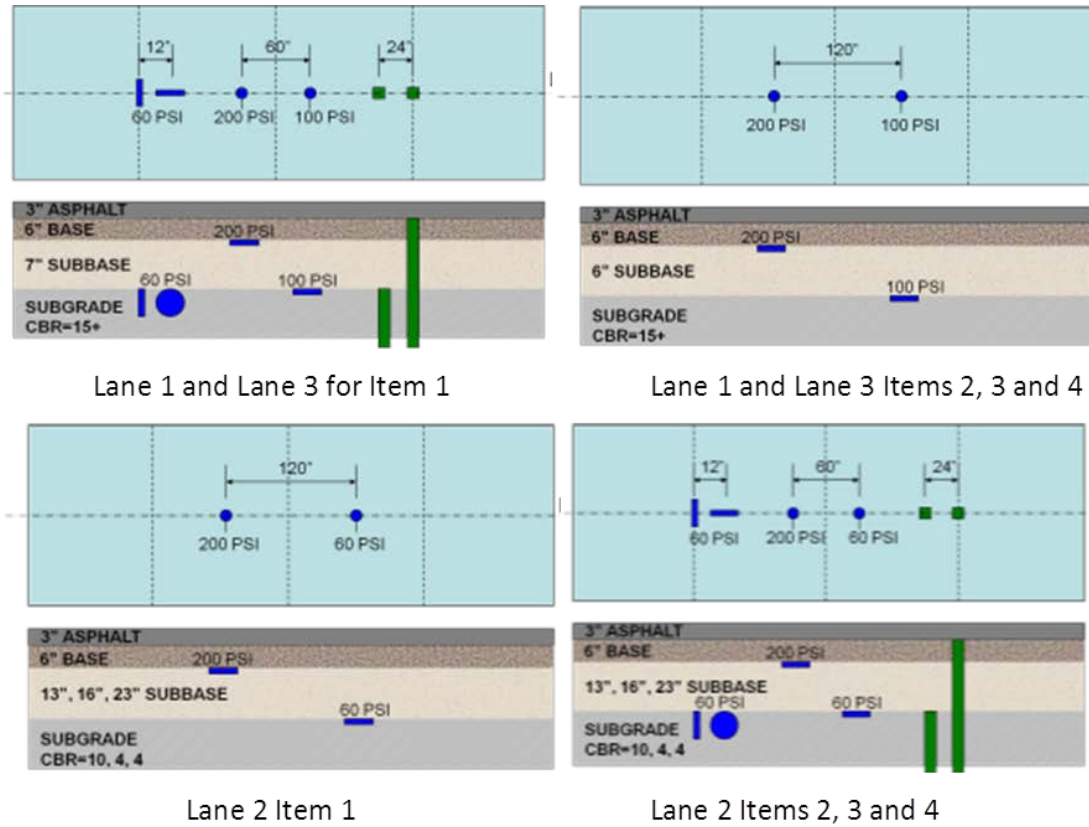 12" 60" 24"
60 PSI 200 PSI 100 PSI
3" ASPHALT
6" BASE 200 PSI
7" SUBBASE
60 PSI 100 PSI
SUBGRADE
CBR=15+
Lane 1 and Lane 3 for Item 1
120"
200 PSI 100 PSI
3" ASPHALT
6" BASE 200 PSI
6" SUBBASE
100 PSI
SUBGRADE
CBR=15+
Lane 1 and Lane 3 Items 2, 3 and 4
120"
200 PSI 60 PSI
3" ASPHALT
6" BASE 200 PSI
13", 16", 23" SUBBASE
60 PSI
SUBGRADE
CBR=10, 4, 4
Lane 2 Item 1
12" 60" 24"
60 PSI 200 PSI 60 PSI
3" ASPHALT
6" BASE 200 PSI
13", 16", 23" SUBBASE
60 PSI 60 PSI
SUBGRADE
CBR=10, 4, 4
Lane 2 Items 2, 3 and 4